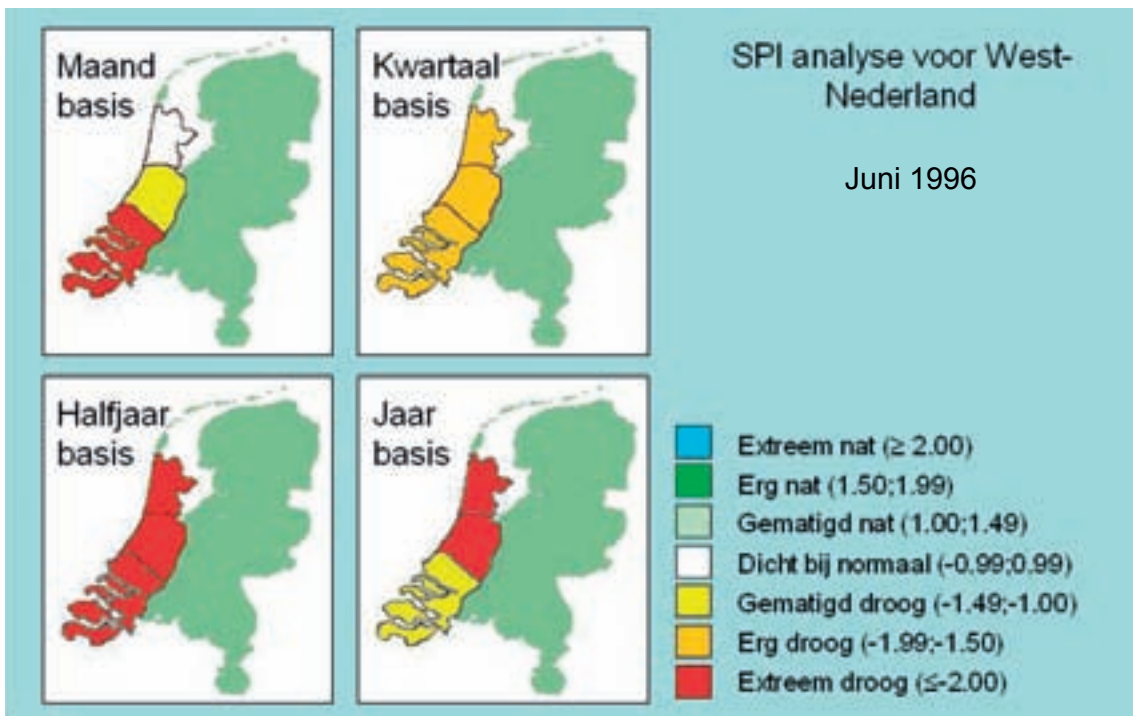 Maand
basis
Kwartaal
basis
SPI analyse voor West-
Nederland
Juni 1996
Halfjaar
basis
Jaar
basis
Extreem nat (≥ 2.00)
Erg nat (1.50;1.99)
Gematigd nat (1.00;1.49)
Dicht bij normaal (-0.99;0.99)
Gematigd droog (-1.49;-1.00)
Erg droog (-1.99;-1.50)
Extreem droog (≤-2.00)